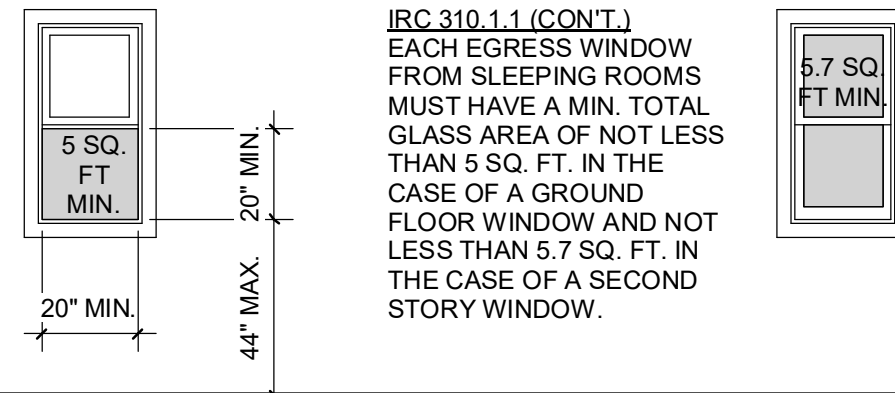 5 SQ.
FT
MIN.
20" MIN.
20" MIN.
44" MAX.
IRC 310.1.1 (CON'T.)
EACH EGRESS WINDOW
FROM SLEEPING ROOMS
MUST HAVE A MIN. TOTAL
GLASS AREA OF NOT LESS
THAN 5 SQ. FT. IN THE
CASE OF A GROUND
FLOOR WINDOW AND NOT
LESS THAN 5.7 SQ. FT. IN
THE CASE OF A SECOND
STORY WINDOW.
5.7 SQ.
FT MIN.